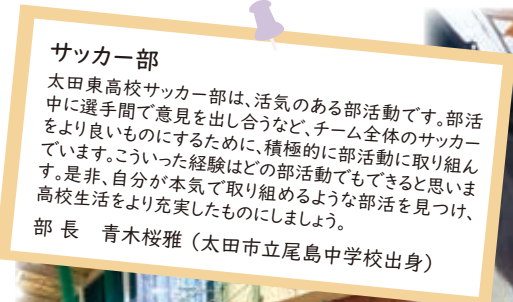 サッカー部
太田東高校サッカー部は、活気のある部活動です。部活
中に選手間で意見を出し合うなど、チーム全体のサッカー
をより良いものにするために、積極的に部活動に取り組ん
でいます。こういった経験はどの部活動でもできると思いま
す。是非、自分が本気で取り組めるような部活を見つけ、
高校生活をより充実したものにしましょう。
部 長　青木桜雅（太田市立尾島中学校出身）